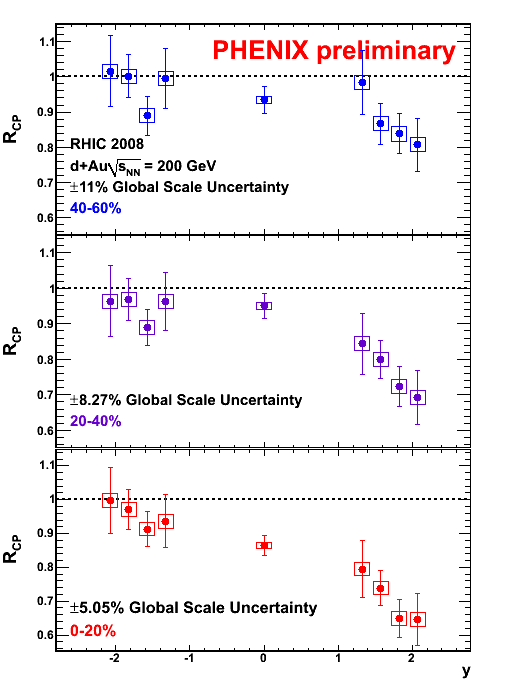 PHENIX preliminary
1.1
1
0.9
0.8
0.7
0.6
R_CP
RHIC 2008
d+Au√s_NN = 200 GeV
±11% Global Scale Uncertainty
40-60%
1.1
1
0.9
0.8
0.7
0.6
R_CP
±8.27% Global Scale Uncertainty
20-40%
1.1
1
0.9
0.8
0.7
0.6
R_CP
±5.05% Global Scale Uncertainty
0-20%
-2 -1 0 1 2
y